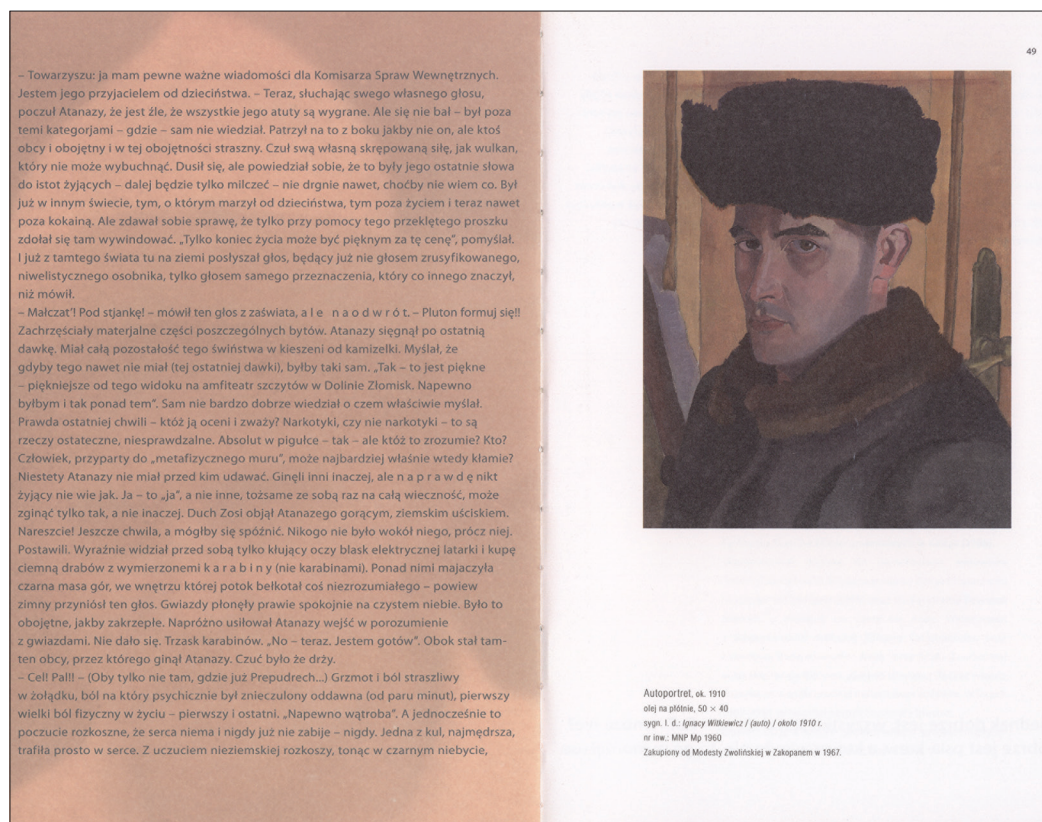 – Towarzyszu: ja mam pewne ważne wiadomości dla Komisarza Spraw Wewnętrznych.
Jestem jego przyjacielem od dzieciństwa. – Teraz, słuchając swego własnego głosu,
poczuł Atanazy, że jest źle, że wszystkie jego atuty są wygrane. Ale się nie bał – był poza
temi kategorjami – gdzie – sam nie wiedział. Patrzył na to z boku jakby nie on, ale ktoś
obcy i obojętny i w tej obojętności straszny. Czuł swą własną skrępowaną siłę, jak wulkan,
który nie może wybuchnąć. Dusił się, ale powiedział sobie, że to były jego ostatnie słowa
do istot żyjących – dalej będzie tylko milczeć – nie drgnie nawet, choćby nie wiem co. Był
już w innym świecie, tym, o którym marzył od dzieciństwa, tym poza życiem i teraz nawet
poza kokainą. Ale zdawał sobie sprawę, że tylko przy pomocy tego przeklętego proszku
zdołał się tam wywindować. „Tylko koniec życia może być pięknym za tę cenę", pomyślał.
I już z tamtego świata tu na ziemi posłyszał głos, będący już nie głosem zrusyfikowanego,
niwelistycznego osobnika, tylko głosem samego przeznaczenia, który co innego znaczył,
niż mówił.
– Małczat'! Pod stjankę! – mówił ten głos z zaświata, a l e  n a o d w r ó t. – Pluton formuj się!!
Zachrzęściały materjalne części poszczególnych bytów. Atanazy sięgnął po ostatnią
dawkę. Miał całą pozostałość tego świństwa w kieszeni od kamizelki. Myślał, że
gdyby tego nawet nie miał (tej ostatniej dawki), byłby taki sam. „Tak – to jest piękne
– piękniejsze od tego widoku na amfiteatr szczytów w Dolinie Złomisk. Napewno
byłbym i tak ponad tem". Sam nie bardzo dobrze wiedział o czem właściwie myślał.
Prawda ostatniej chwili – któż ją oceni i zważy? Narkotyki, czy nie narkotyki – to są
rzeczy ostateczne, niesprawdzalne. Absolut w pigułce – tak – ale któż to zrozumie? Kto?
Człowiek, przyparty do „metafizycznego muru", może najbardziej właśnie wtedy kłamie?
Niestety Atanazy nie miał przed kim udawać. Ginęli inni inaczej, ale n a p r a w d ę nikt
żyjący nie wie jak. Ja – to „ja", a nie inne, tożsame ze sobą raz na całą wieczność, może
zginąć tylko tak, a nie inaczej. Duch Zosi objął Atanazego gorącym, ziemskim uściskiem.
Nareszcie! Jeszcze chwila, a mógłby się spóźnić. Nikogo nie było wokół niego, prócz niej.
Postawili. Wyraźnie widział przed sobą tylko kłujący oczy blask elektrycznej latarki i kupę
ciemną drabów z wymierzonemi k a r a b i n y (nie karabinami). Ponad nimi majaczyła
czarna masa gór, we wnętrzu której potok bełkotał coś niezrozumiałego – powiew
zimny przyniósł ten głos. Gwiazdy płonęły prawie spokojnie na czystem niebie. Było to
obojętne, jakby zakrzepłe. Napróżno usiłował Atanazy wejść w porozumienie
z gwiazdami. Nie dało się. Trzask karabinów. „No – teraz. Jestem gotów". Obok stał tam-
ten obcy, przez którego ginął Atanazy. Czuć było że drży.
– Cel! Pal!! – (Oby tylko nie tam, gdzie już Prepudrech...) Grzmot i ból straszliwy
w żołądku, ból na który psychicznie był znieczulony oddawna (od paru minut), pierwszy
wielki ból fizyczny w życiu – pierwszy i ostatni. „Napewno wątroba". A jednocześnie to
poczucie rozkoszne, że serca niema i nigdy już nie zabije – nigdy. Jedna z kul, najmędrsza,
trafiła prosto w serce. Z uczuciem nieziemskiej rozkoszy, tonąc w czarnym niebycie,
49
Autoportret, ok. 1910
olej na płótnie, 50 × 40
sygn. l. d.: Ignacy Witkiewicz / (auto) / około 1910 r.
nr inw.: MNP Mp 1960
Zakupiony od Modesty Zwolińskiej w Zakopanem w 1967.